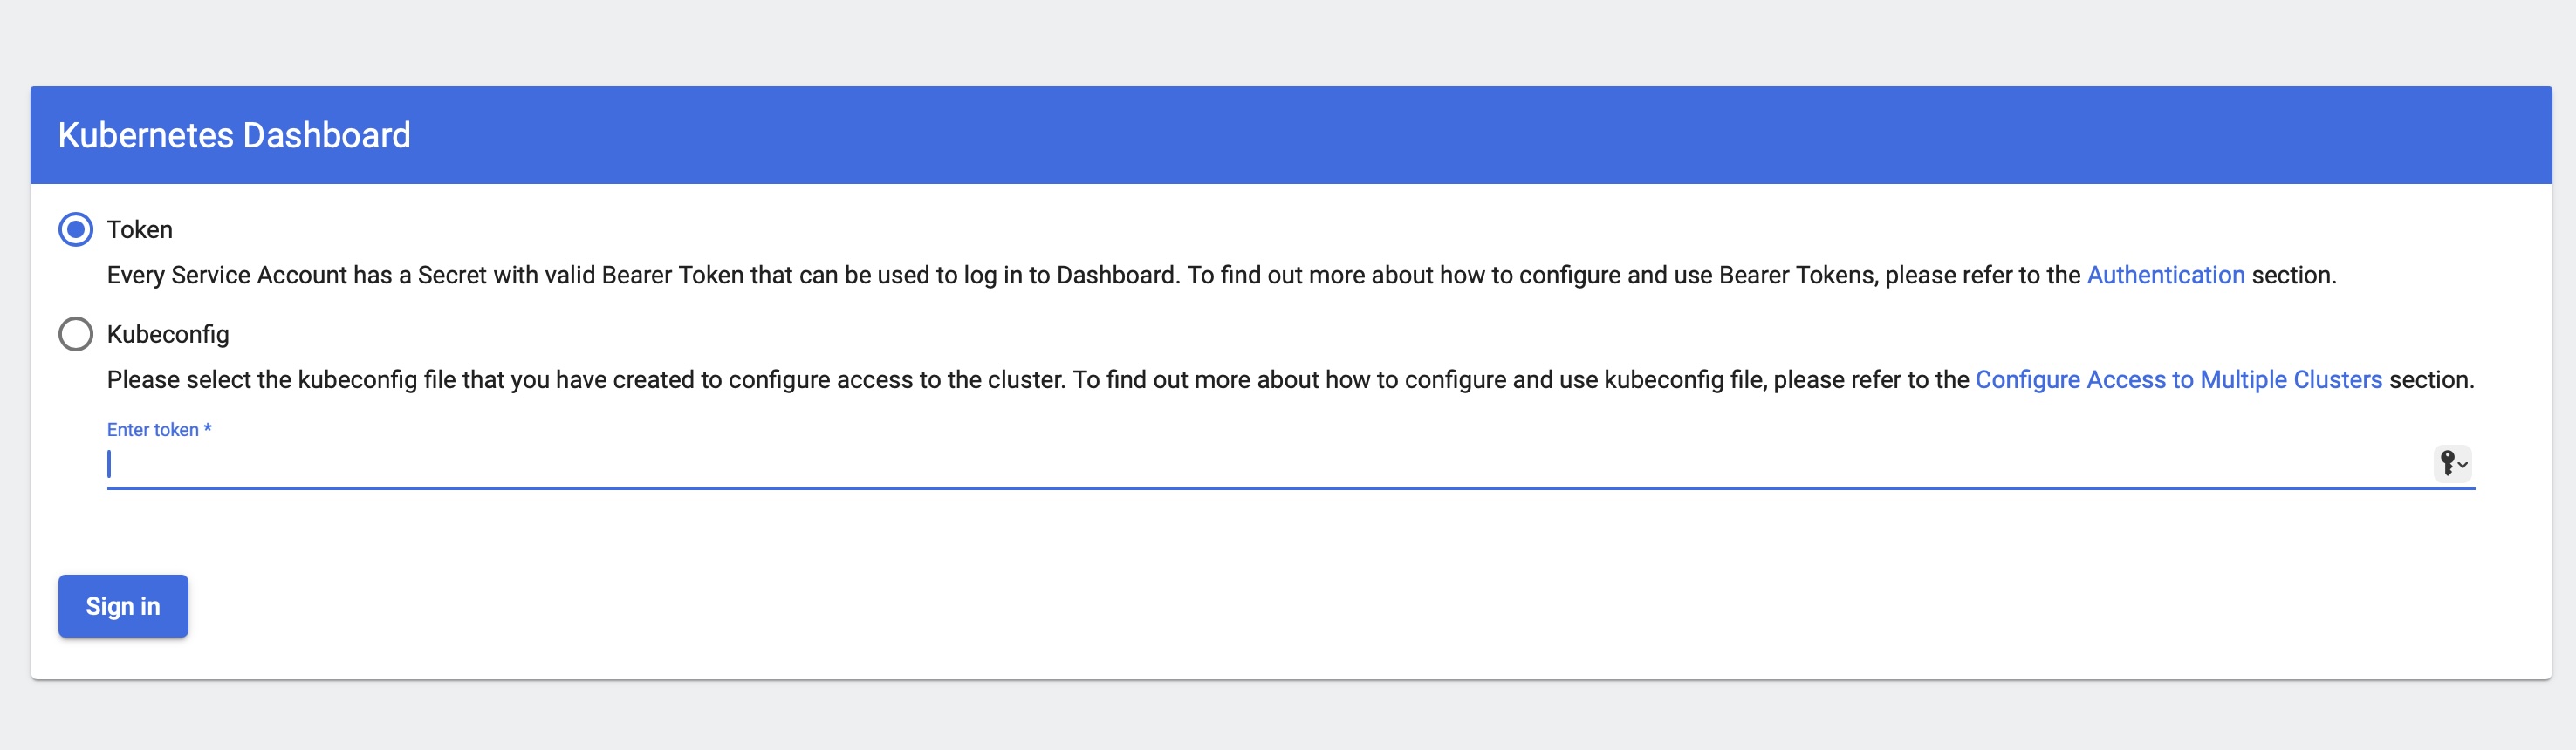 Kubernetes Dashboard
Token
Every Service Account has a Secret with valid Bearer Token that can be used to log in to Dashboard. To find out more about how to configure and use Bearer Tokens, please refer to the Authentication section.
Kubeconfig
Please select the kubeconfig file that you have created to configure access to the cluster. To find out more about how to configure and use kubeconfig file, please refer to the Configure Access to Multiple Clusters section.
Enter token *
Sign in